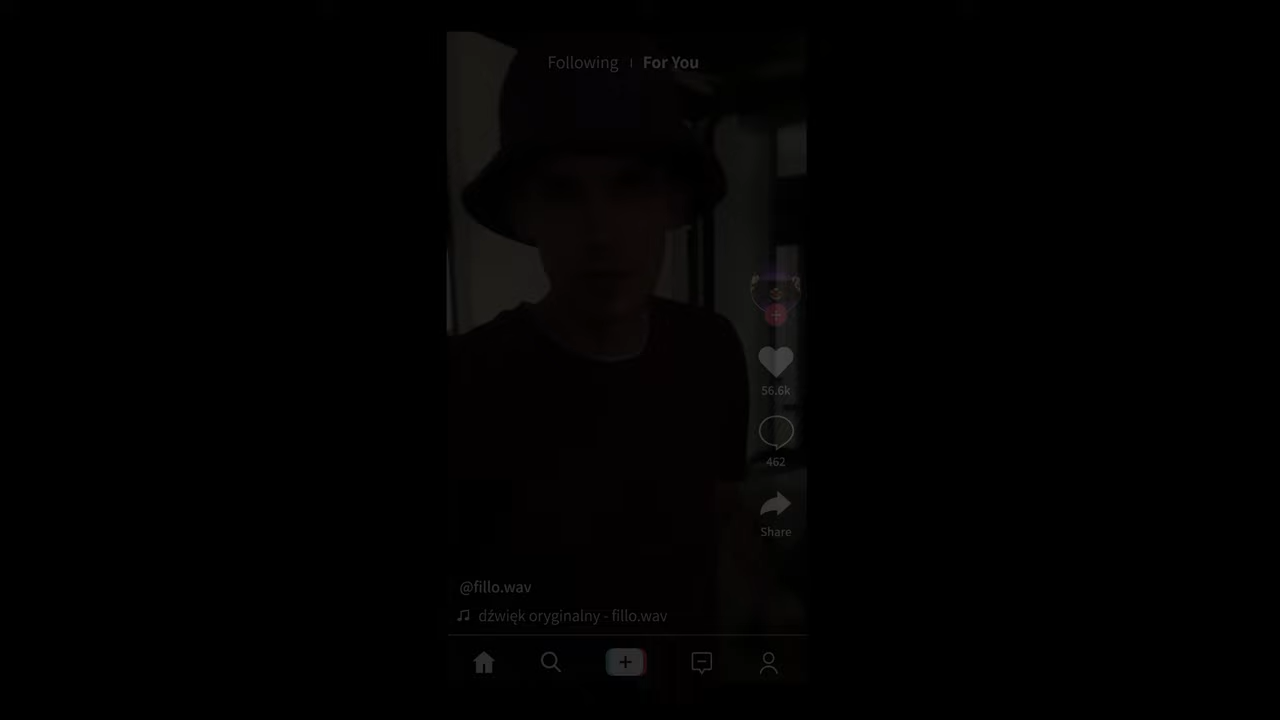 Following | For You
56.6k
462
Share
@fillo.wav
dźwięk oryginalny - fillo.wav